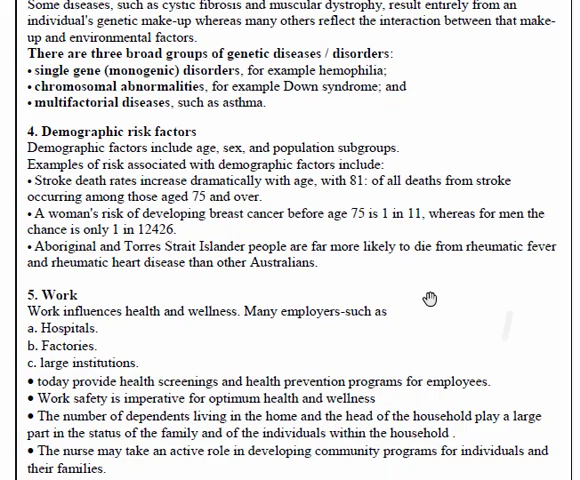 Some diseases, such as cystic fibrosis and muscular dystrophy, result entirely from an
individual's genetic make-up whereas many others reflect the interaction between that make-
up and environmental factors.
There are three broad groups of genetic diseases / disorders:
• single gene (monogenic) disorders, for example hemophilia;
• chromosomal abnormalities, for example Down syndrome; and
• multifactorial diseases, such as asthma.
4. Demographic risk factors
Demographic factors include age, sex, and population subgroups.
Examples of risk associated with demographic factors include:
• Stroke death rates increase dramatically with age, with 81: of all deaths from stroke
occurring among those aged 75 and over.
• A woman's risk of developing breast cancer before age 75 is 1 in 11, whereas for men the
chance is only 1 in 12426.
• Aboriginal and Torres Strait Islander people are far more likely to die from rheumatic fever
and rheumatic heart disease than other Australians.
5. Work
Work influences health and wellness. Many employers-such as
a. Hospitals.
b. Factories.
c. large institutions.
• today provide health screenings and health prevention programs for employees.
• Work safety is imperative for optimum health and wellness
• The number of dependents living in the home and the head of the household play a large
part in the status of the family and of the individuals within the household .
• The nurse may take an active role in developing community programs for individuals and
their families.